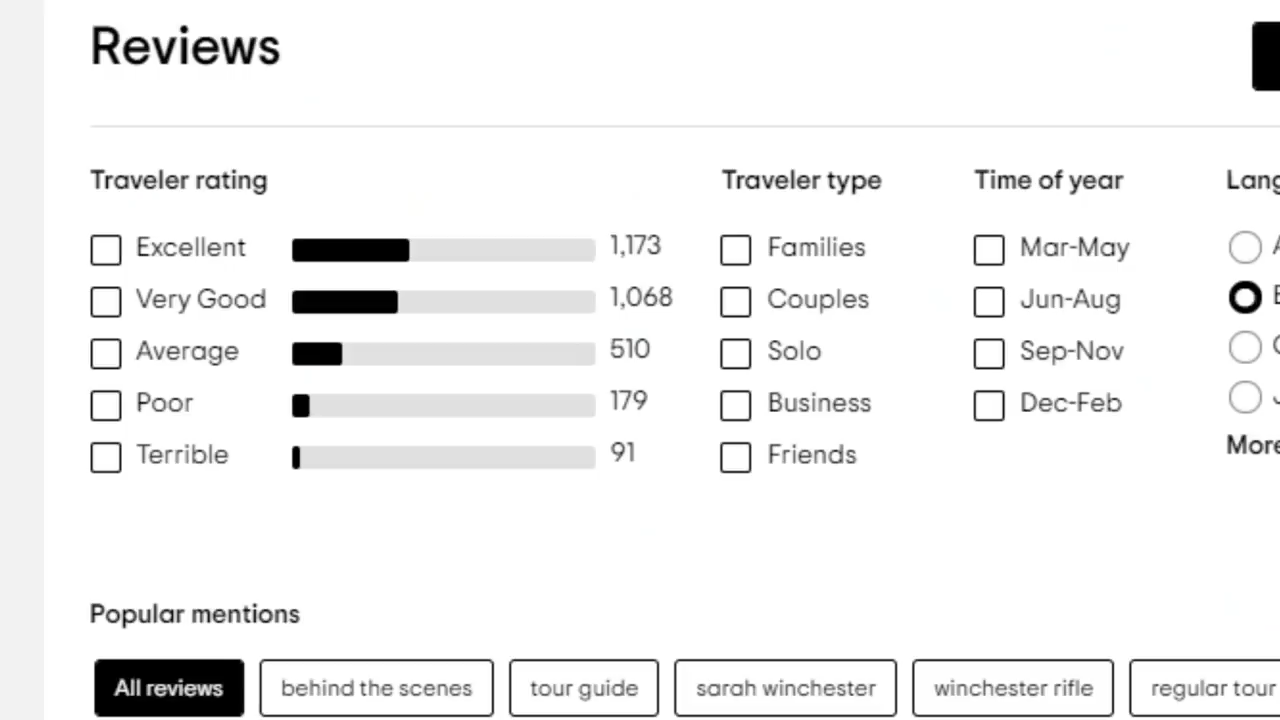 Reviews
Traveler rating
Excellent 1,173
Very Good 1,068
Average 510
Poor 179
Terrible 91
Traveler type
Families
Couples
Solo
Business
Friends
Time of year
Mar-May
Jun-Aug
Sep-Nov
Dec-Feb
Lang
More
Popular mentions
All reviews behind the scenes tour guide sarah winchester winchester rifle regular tour